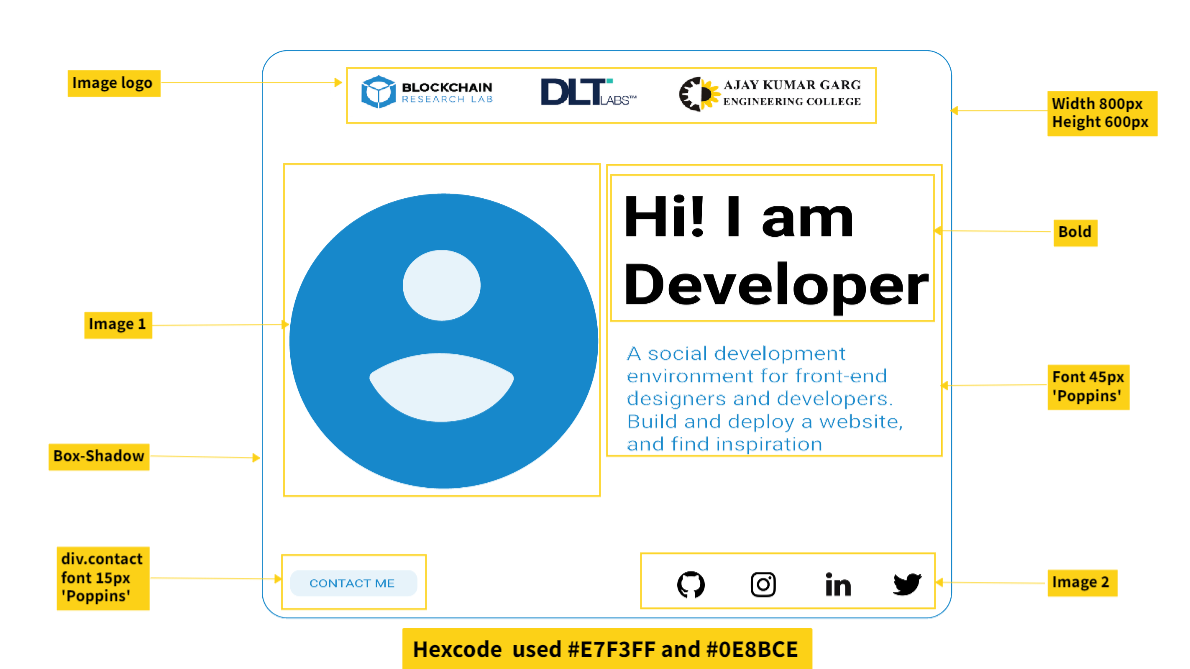 Image logo
BLOCKCHAIN
RESEARCH LAB
DLT LABS™
AJAY KUMAR GARG
ENGINEERING COLLEGE
Width 800px
Height 600px
Hi! I am
Developer
Bold
Image 1
A social development
environment for front-end
designers and developers.
Build and deploy a website,
and find inspiration
Font 45px
'Poppins'
Box-Shadow
div.contact
font 15px
'Poppins'
CONTACT ME
in
Image 2
Hexcode used #E7F3FF and #0E8BCE